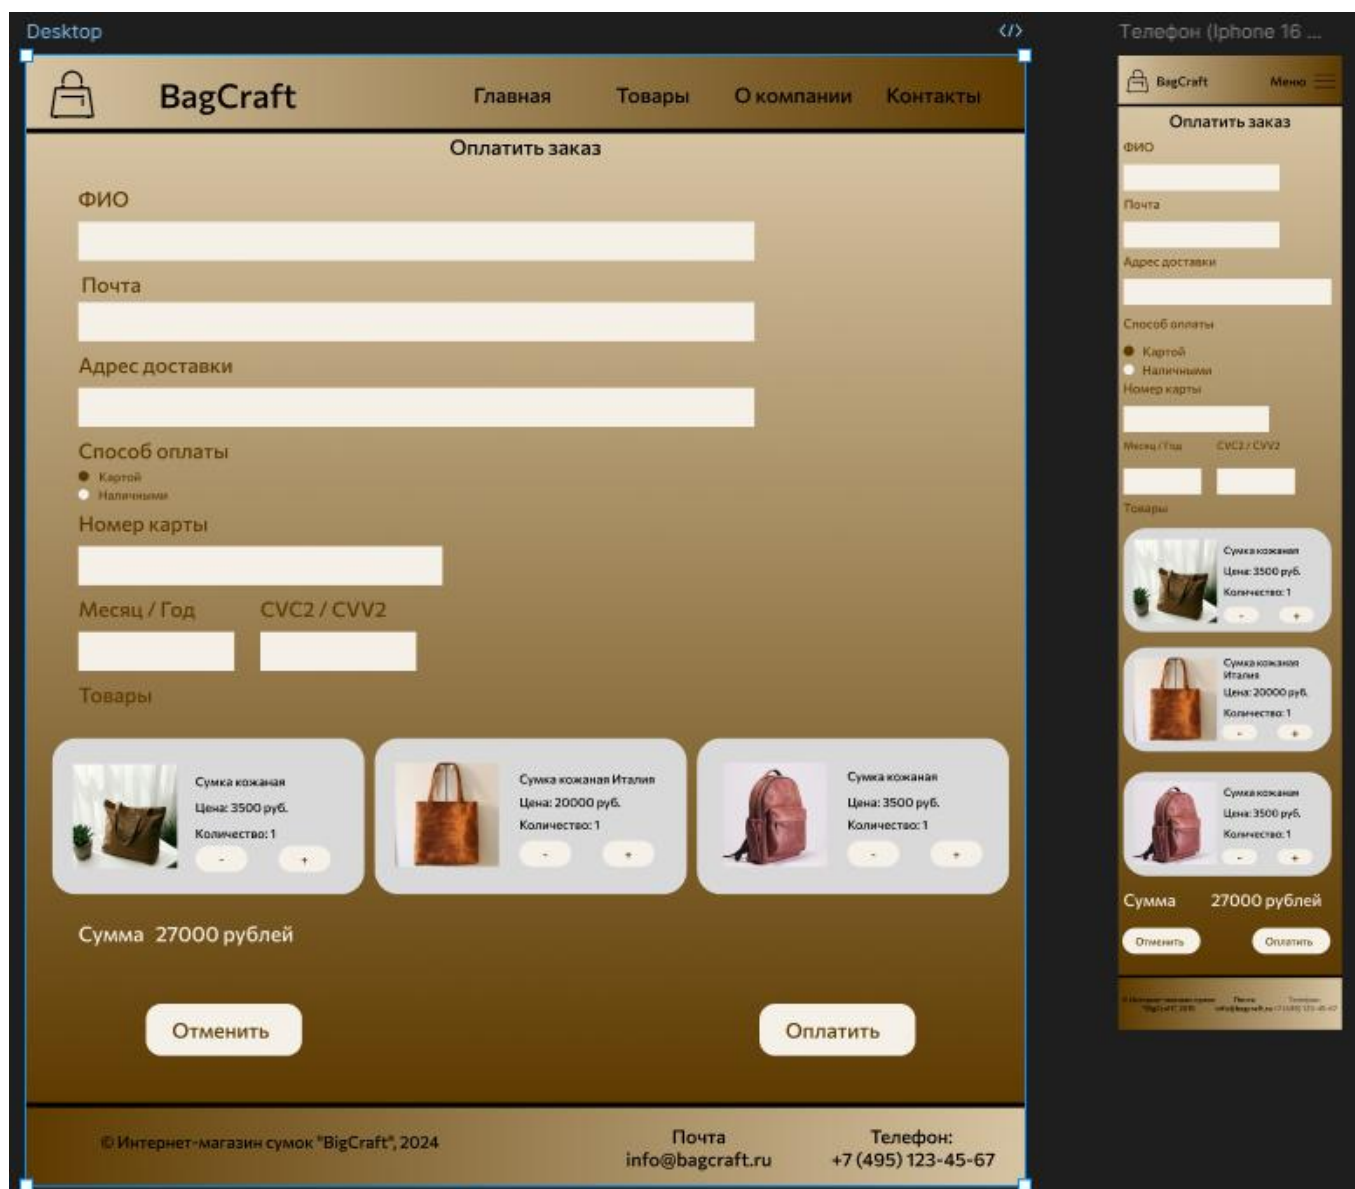 Desktop
</>
BagCraft
Главная
Товары
О компании
Контакты
Оплатить заказ
ФИО
Почта
Адрес доставки
Способ оплаты
Картой
Наличными
Номер карты
Месяц / Год
CVC2 / CVV2
Товары
Сумка кожаная
Цена: 3500 руб.
Количество: 1
-
+
Сумка кожаная Италия
Цена: 20000 руб.
Количество: 1
-
+
Сумка кожаная
Цена: 3500 руб.
Количество: 1
-
+
Сумма 27000 рублей
Отменить
Оплатить
© Интернет-магазин сумок "BigCraft", 2024
Почта
info@bagcraft.ru
Телефон:
+7 (495) 123-45-67
Телефон (Iphone 16 ...
BagCraft
Меню
Оплатить заказ
ФИО
Почта
Адрес доставки
Способ оплаты
Картой
Наличными
Номер карты
Месяц / Год
CVC2 / CVV2
Товары
Сумка кожаная
Цена: 3500 руб.
Количество: 1
-
+
Сумка кожаная
Италия
Цена: 20000 руб.
Количество: 1
-
+
Сумка кожаная
Цена: 3500 руб.
Количество: 1
-
+
Сумма 27000 рублей
Отменить
Оплатить
Почта
Телефон:
info@bagcraft.ru